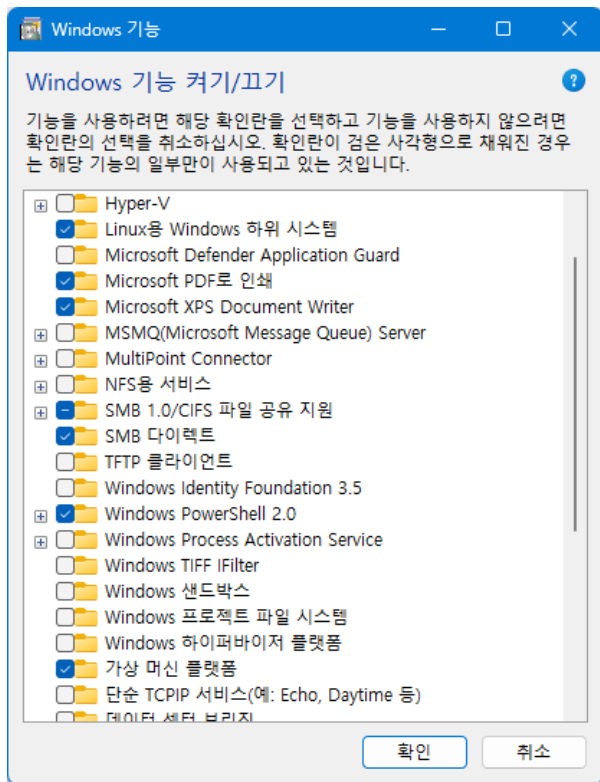 Windows 기능
Windows 기능 켜기/끄기
기능을 사용하려면 해당 확인란을 선택하고 기능을 사용하지 않으려면
확인란의 선택을 취소하십시오. 확인란이 검은 사각형으로 채워진 경우
는 해당 기능의 일부만이 사용되고 있는 것입니다.
Hyper-V
Linux용 Windows 하위 시스템
Microsoft Defender Application Guard
Microsoft PDF로 인쇄
Microsoft XPS Document Writer
MSMQ(Microsoft Message Queue) Server
MultiPoint Connector
NFS용 서비스
SMB 1.0/CIFS 파일 공유 지원
SMB 다이렉트
TFTP 클라이언트
Windows Identity Foundation 3.5
Windows PowerShell 2.0
Windows Process Activation Service
Windows TIFF IFilter
Windows 샌드박스
Windows 프로젝트 파일 시스템
Windows 하이퍼바이저 플랫폼
가상 머신 플랫폼
단순 TCPIP 서비스(예: Echo, Daytime 등)
데이터 센터 브리징
확인
취소